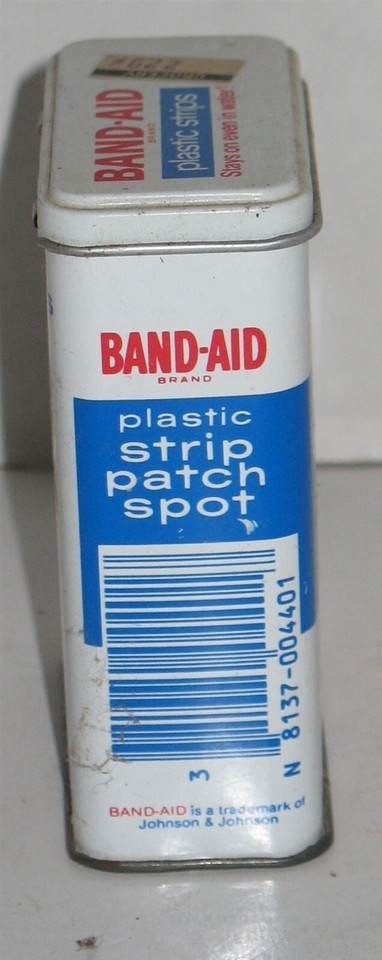 BAND-AID
BRAND
plastic strips
Stays on even in water!
BAND-AID
BRAND
plastic
strip
patch
spot
3
N 8137-004401
BAND-AID is a trademark of
Johnson & Johnson